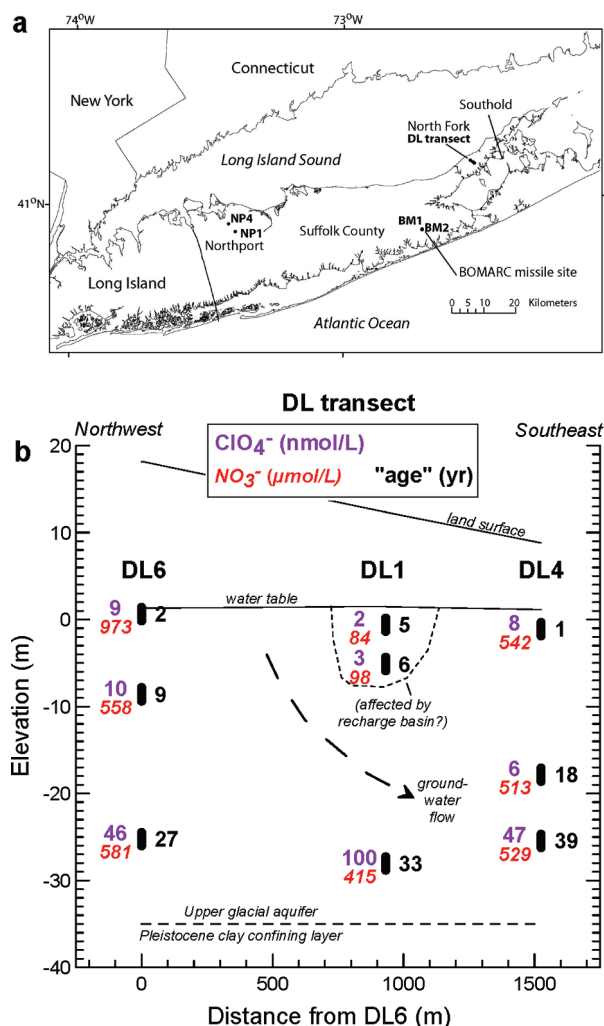 a
74°W
73°W
Connecticut
New York
Southold
North Fork
DL transect
Long Island Sound
41°N
NP4
NP1
Northport
Suffolk County
BM1
BM2
BOMARC missile site
Long Island
0 5 10 20 Kilometers
Atlantic Ocean
b
DL transect
Northwest
Southeast
ClO4- (nmol/L)
NO3- (µmol/L) "age" (yr)
land surface
DL6
DL1
DL4
water table
9
973
2
2
84
5
8
542
1
3
98
6
10
558
9
(affected by
recharge basin?)
6
513
18
ground-
water
flow
46
581
27
100
415
33
47
529
39
Upper glacial aquifer
Pleistocene clay confining layer
20
10
0
-10
-20
-30
-40
Elevation (m)
0 500 1000 1500
Distance from DL6 (m)